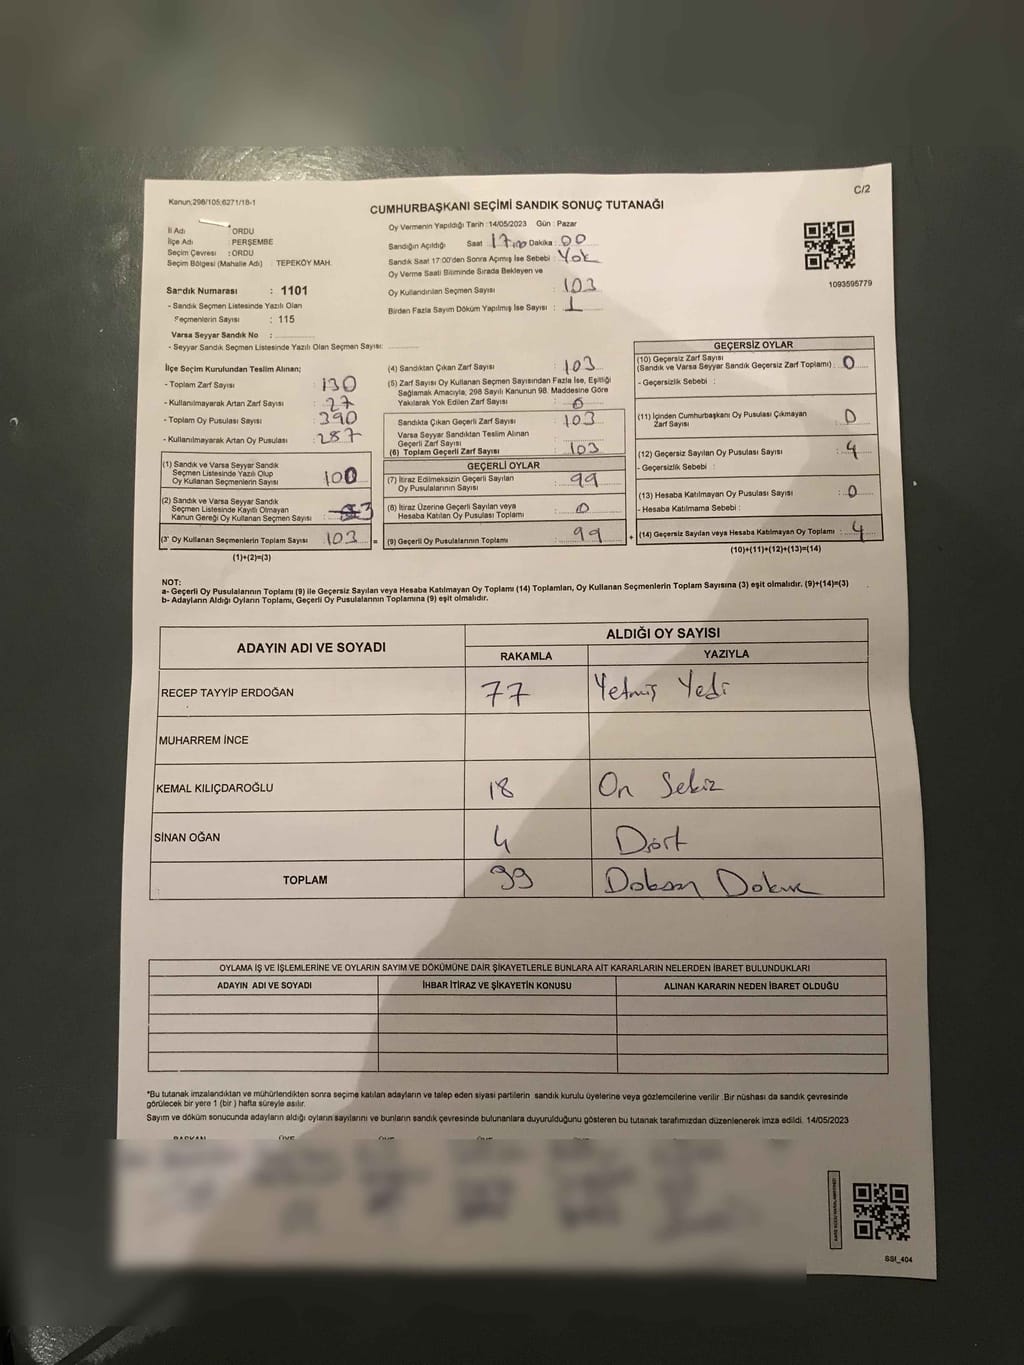 Kanun:298/105;6271/18-1
C/2
CUMHURBAŞKANI SEÇİMİ SANDIK SONUÇ TUTANAĞI
İl Adı : ORDU
İlçe Adı : PERŞEMBE
Seçim Çevresi : ORDU
Seçim Bölgesi (Mahalle Adı) : TEPEKÖY MAH.
Sandık Numarası : 1101
- Sandık Seçmen Listesinde Yazılı Olan
Seçmenlerin Sayısı : 115
Varsa Seyyar Sandık No :
- Seyyar Sandık Seçmen Listesinde Yazılı Olan Seçmen Sayısı:
Oy Vermenin Yapıldığı Tarih :14/05/2023 Gün : Pazar
Sandığın Açıldığı Saat 17:00 Dakika : 00
Sandık Saat 17:00'den Sonra Açımış İse Sebebi : Yok
Oy Verme Saati Bitiminde Sırada Bekleyen ve
Oy Kullandırılan Seçmen Sayısı : 103
Birden Fazla Sayım Döküm Yapılmış İse Sayısı : 1
1093595779
İlçe Seçim Kurulundan Teslim Alınan;
- Toplam Zarf Sayısı : 130
- Kullanılmayarak Artan Zarf Sayısı : 27
- Toplam Oy Pusulası Sayısı : 390
- Kullanılmayarak Artan Oy Pusulası : 287
(1) Sandık ve Varsa Seyyar Sandık
Seçmen Listesinde Yazılı Olup
Oy Kullanan Seçmenlerin Sayısı : 100
(2) Sandık ve Varsa Seyyar Sandık
Seçmen Listesinde Kayıtlı Olmayan
Kanun Gereği Oy Kullanan Seçmen Sayısı : 3
(3) Oy Kullanan Seçmenlerin Toplam Sayısı : 103 =
(1)+(2)=(3)
(4) Sandıktan Çıkan Zarf Sayısı : 103
(5) Zarf Sayısı Oy Kullanan Seçmen Sayısından Fazla İse, Eşitliği
Sağlamak Amacıyla, 298 Sayılı Kanunun 98. Maddesine Göre
Yakılarak Yok Edilen Zarf Sayısı : 0
Sandıkta Çıkan Geçerli Zarf Sayısı : 103
Varsa Seyyar Sandıktan Teslim Alınan
Geçerli Zarf Sayısı :
(6) Toplam Geçerli Zarf Sayısı : 103
GEÇERLİ OYLAR
(7) İtiraz Edilmeksizin Geçerli Sayılan
Oy Pusulalarının Sayısı : 99
(8) İtiraz Üzerine Geçerli Sayılan veya
Hesaba Katılan Oy Pusulası Toplamı : 0
(9) Geçerli Oy Pusulalarının Toplamı : 99 +
GEÇERSİZ OYLAR
(10) Geçersiz Zarf Sayısı
(Sandık ve Varsa Seyyar Sandık Geçersiz Zarf Toplamı) : 0
- Geçersizlik Sebebi :
(11) İçinden Cumhurbaşkanı Oy Pusulası Çıkmayan
Zarf Sayısı : 0
(12) Geçersiz Sayılan Oy Pusulası Sayısı : 4
- Geçersizlik Sebebi :
(13) Hesaba Katılmayan Oy Pusulası Sayısı : 0
- Hesaba Katılmama Sebebi :
(14) Geçersiz Sayılan veya Hesaba Katılmayan Oy Toplamı : 4
(10)+(11)+(12)+(13)=(14)
NOT:
a- Geçerli Oy Pusulalarının Toplamı (9) ile Geçersiz Sayılan veya Hesaba Katılmayan Oy Toplamı (14) Toplamları, Oy Kullanan Seçmenlerin Toplam Sayısına (3) eşit olmalıdır. (9)+(14)=(3)
b- Adayların Aldığı Oyların Toplamı, Geçerli Oy Pusulalarının Toplamına (9) eşit olmalıdır.
ADAYIN ADI VE SOYADI
ALDIĞI OY SAYISI
RAKAMLA YAZIYLA
RECEP TAYYİP ERDOĞAN 77 Yetmiş Yedi
MUHARREM İNCE
KEMAL KILIÇDAROĞLU 18 On Sekiz
SİNAN OĞAN 4 Dört
TOPLAM 99 Doksan Dokuz
OYLAMA İŞ VE İŞLEMLERİNE VE OYLARIN SAYIM VE DÖKÜMÜNE DAİR ŞİKAYETLERLE BUNLARA AİT KARARLARIN NELERDEN İBARET BULUNDUKLARI
ADAYIN ADI VE SOYADI İHBAR İTİRAZ VE ŞİKAYETİN KONUSU ALINAN KARARIN NEDEN İBARET OLDUĞU
*Bu tutanak imzalandıktan ve mühürlendikten sonra seçime katılan adayların ve talep eden siyasi partilerin sandık kurulu üyelerine veya gözlemcilerine verilir .Bir nüshası da sandık çevresinde
görülecek bir yere 1 (bir ) hafta süreyle asılır.
Sayım ve döküm sonucunda adayların aldığı oyların sayılarını ve bunların sandık çevresinde bulunanlara duyurulduğunu gösteren bu tutanak tarafımızdan düzenlenerek imza edildi. 14/05/2023
BAŞKAN ÜYE ÜYE ÜYE ÜYE ÜYE
SSI_404